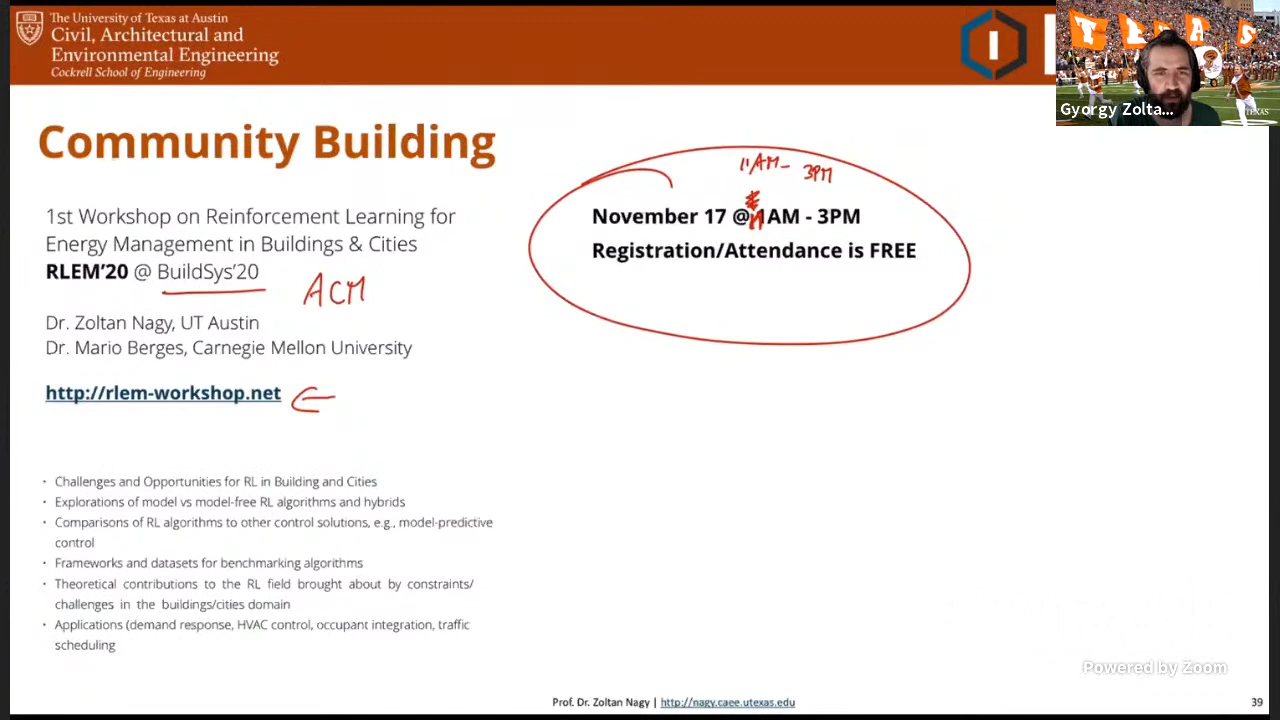 The University of Texas at Austin
Civil, Architectural and
Environmental Engineering
Cockrell School of Engineering
TEXAS
Gyorgy Zolta...
Community Building
1st Workshop on Reinforcement Learning for
Energy Management in Buildings & Cities
RLEM'20 @ BuildSys'20
ACM
Dr. Zoltan Nagy, UT Austin
Dr. Mario Berges, Carnegie Mellon University
http://rlem-workshop.net
11AM - 3PM
November 17 @ 11AM - 3PM
Registration/Attendance is FREE
• Challenges and Opportunities for RL in Building and Cities
• Explorations of model vs model-free RL algorithms and hybrids
• Comparisons of RL algorithms to other control solutions, e.g., model-predictive
control
• Frameworks and datasets for benchmarking algorithms
• Theoretical contributions to the RL field brought about by constraints/
challenges in the buildings/cities domain
• Applications (demand response, HVAC control, occupant integration, traffic
scheduling
Powered by Zoom
Prof. Dr. Zoltan Nagy | http://nagy.caee.utexas.edu
39